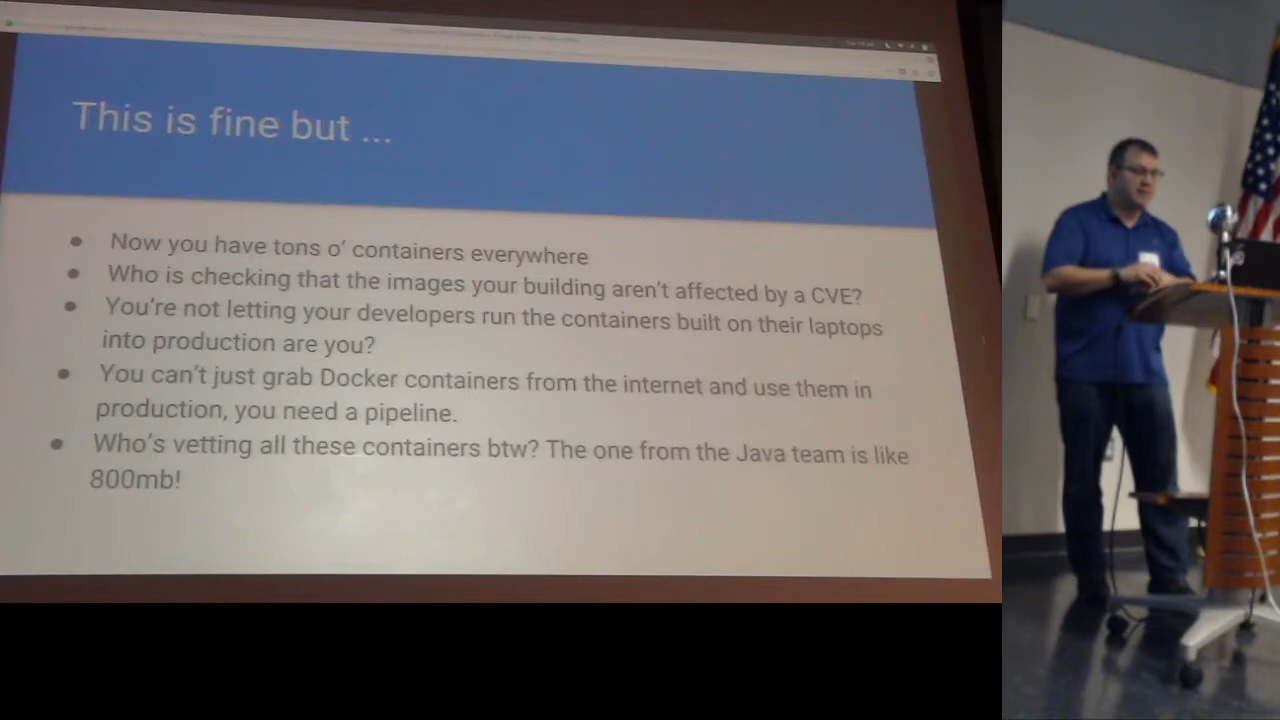 This is fine but ...
Now you have tons o' containers everywhere
Who is checking that the images your building aren't affected by a CVE?
You're not letting your developers run the containers built on their laptops
into production are you?
You can't just grab Docker containers from the internet and use them in
production, you need a pipeline.
Who's vetting all these containers btw? The one from the Java team is like
800mb!